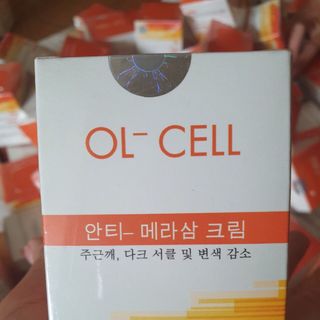 OL- CELL
안티- 메라삼 크림
주근깨, 다크 서클 및 변색 감소